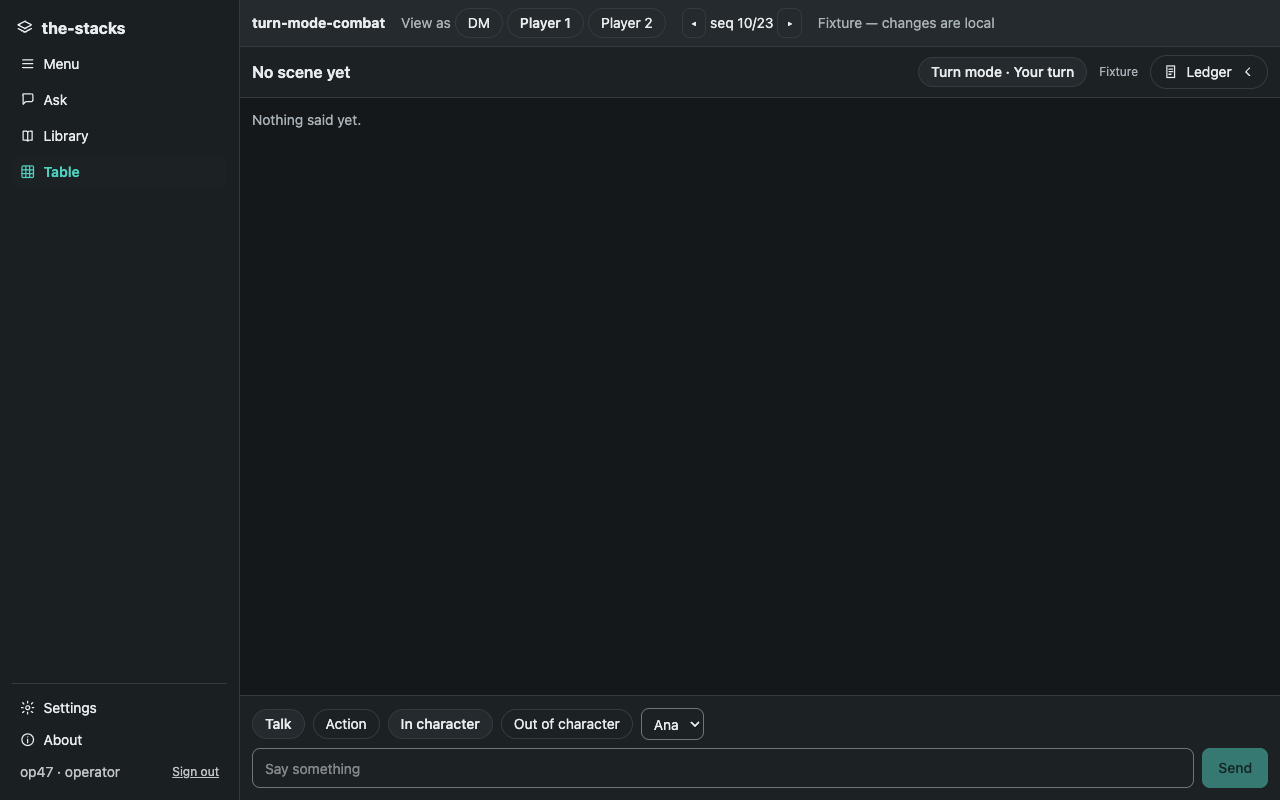 the-stacks
Menu
Ask
Library
Table
Settings
About
op47 · operator
Sign out
turn-mode-combat
View as
DM
Player 1
Player 2
seq 10/23
Fixture — changes are local
No scene yet
Turn mode · Your turn
Fixture
Ledger
Nothing said yet.
Talk
Action
In character
Out of character
Ana
Say something
Send